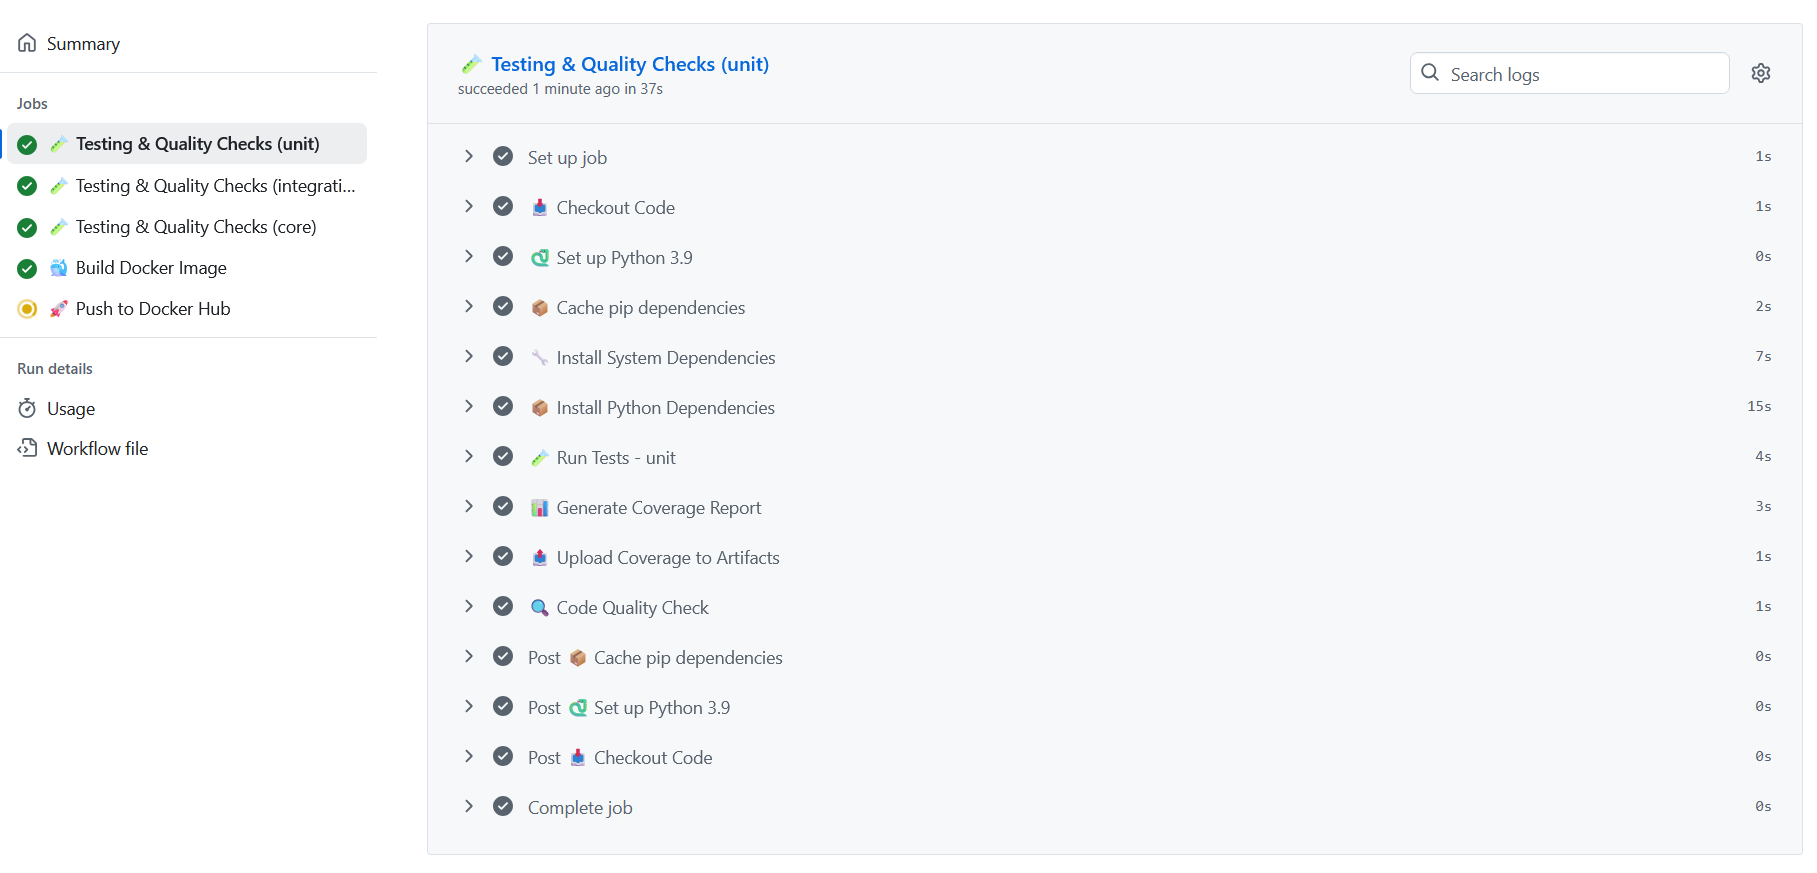 Summary
Jobs
Testing & Quality Checks (unit)
Testing & Quality Checks (integrati...
Testing & Quality Checks (core)
Build Docker Image
Push to Docker Hub
Run details
Usage
Workflow file
Testing & Quality Checks (unit)
succeeded 1 minute ago in 37s
Search logs
Set up job 1s
Checkout Code 1s
Set up Python 3.9 0s
Cache pip dependencies 2s
Install System Dependencies 7s
Install Python Dependencies 15s
Run Tests - unit 4s
Generate Coverage Report 3s
Upload Coverage to Artifacts 1s
Code Quality Check 1s
Post Cache pip dependencies 0s
Post Set up Python 3.9 0s
Post Checkout Code 0s
Complete job 0s